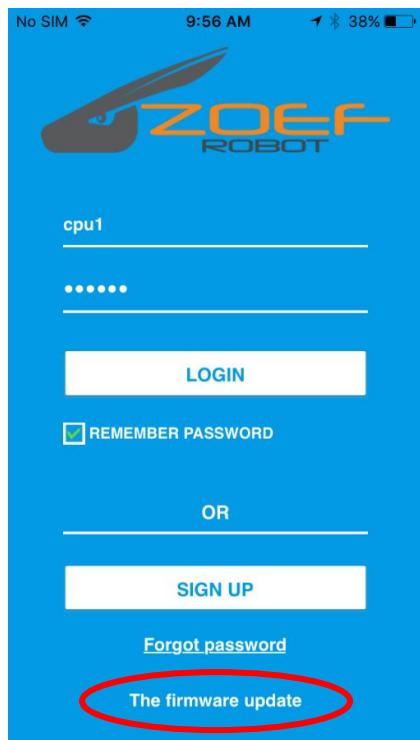 No SIM 9:56 AM 38%
ZOEF
ROBOT
cpu1
••••••
LOGIN
REMEMBER PASSWORD
OR
SIGN UP
Forgot password
The firmware update